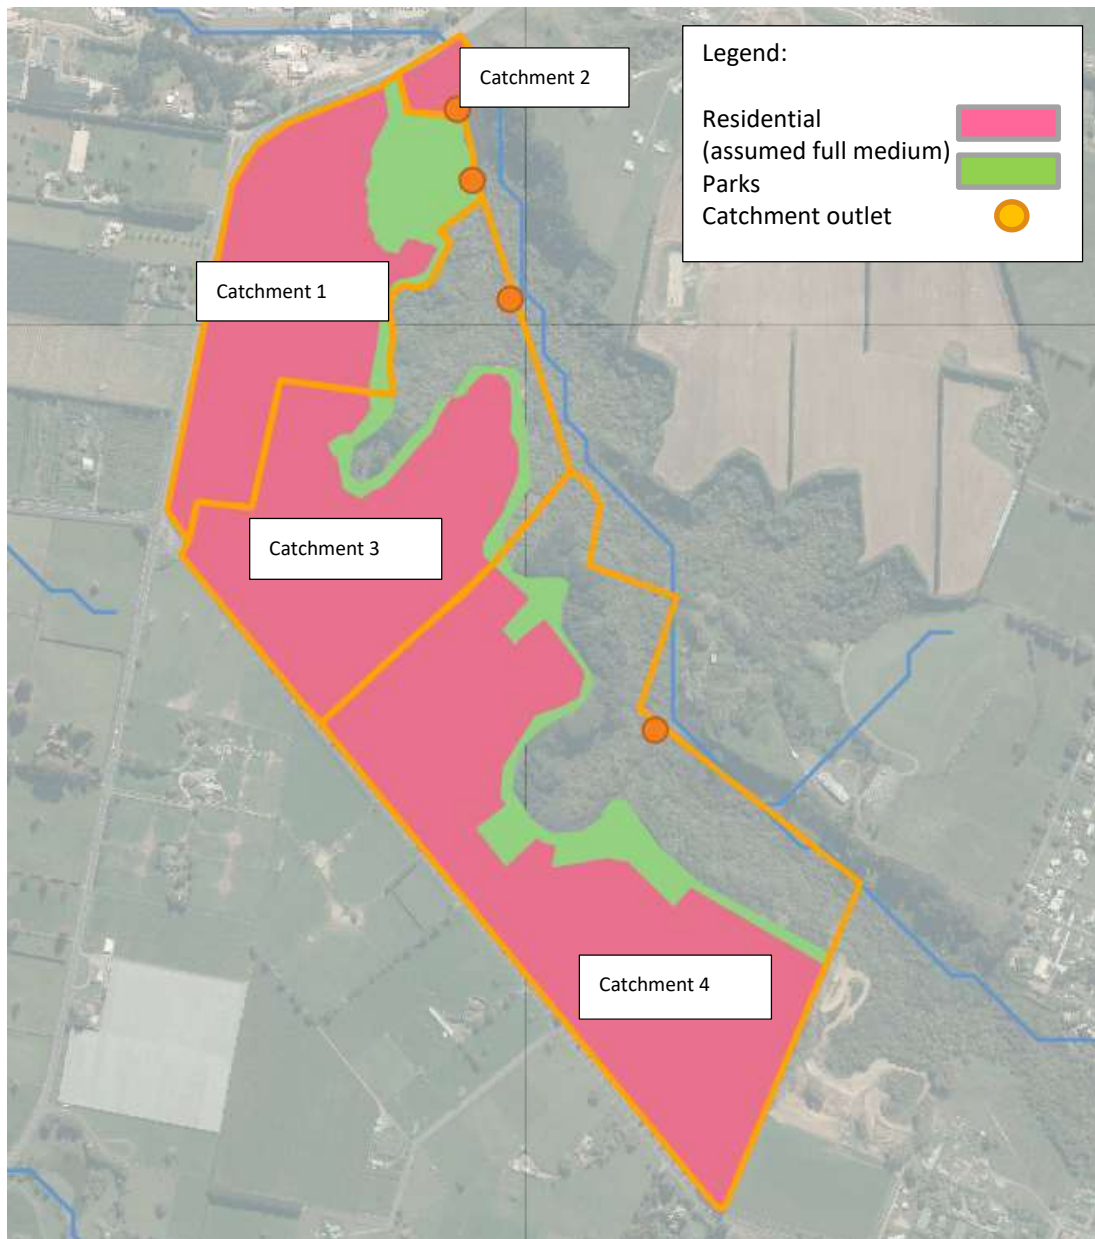 Catchment 2
Legend:
Residential
(assumed full medium)
Parks
Catchment outlet
Catchment 1
Catchment 3
Catchment 4